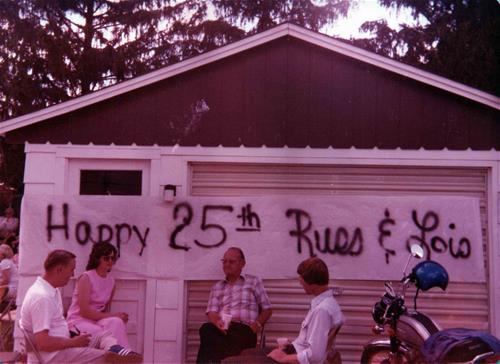 Happy 25th Rues & Lois